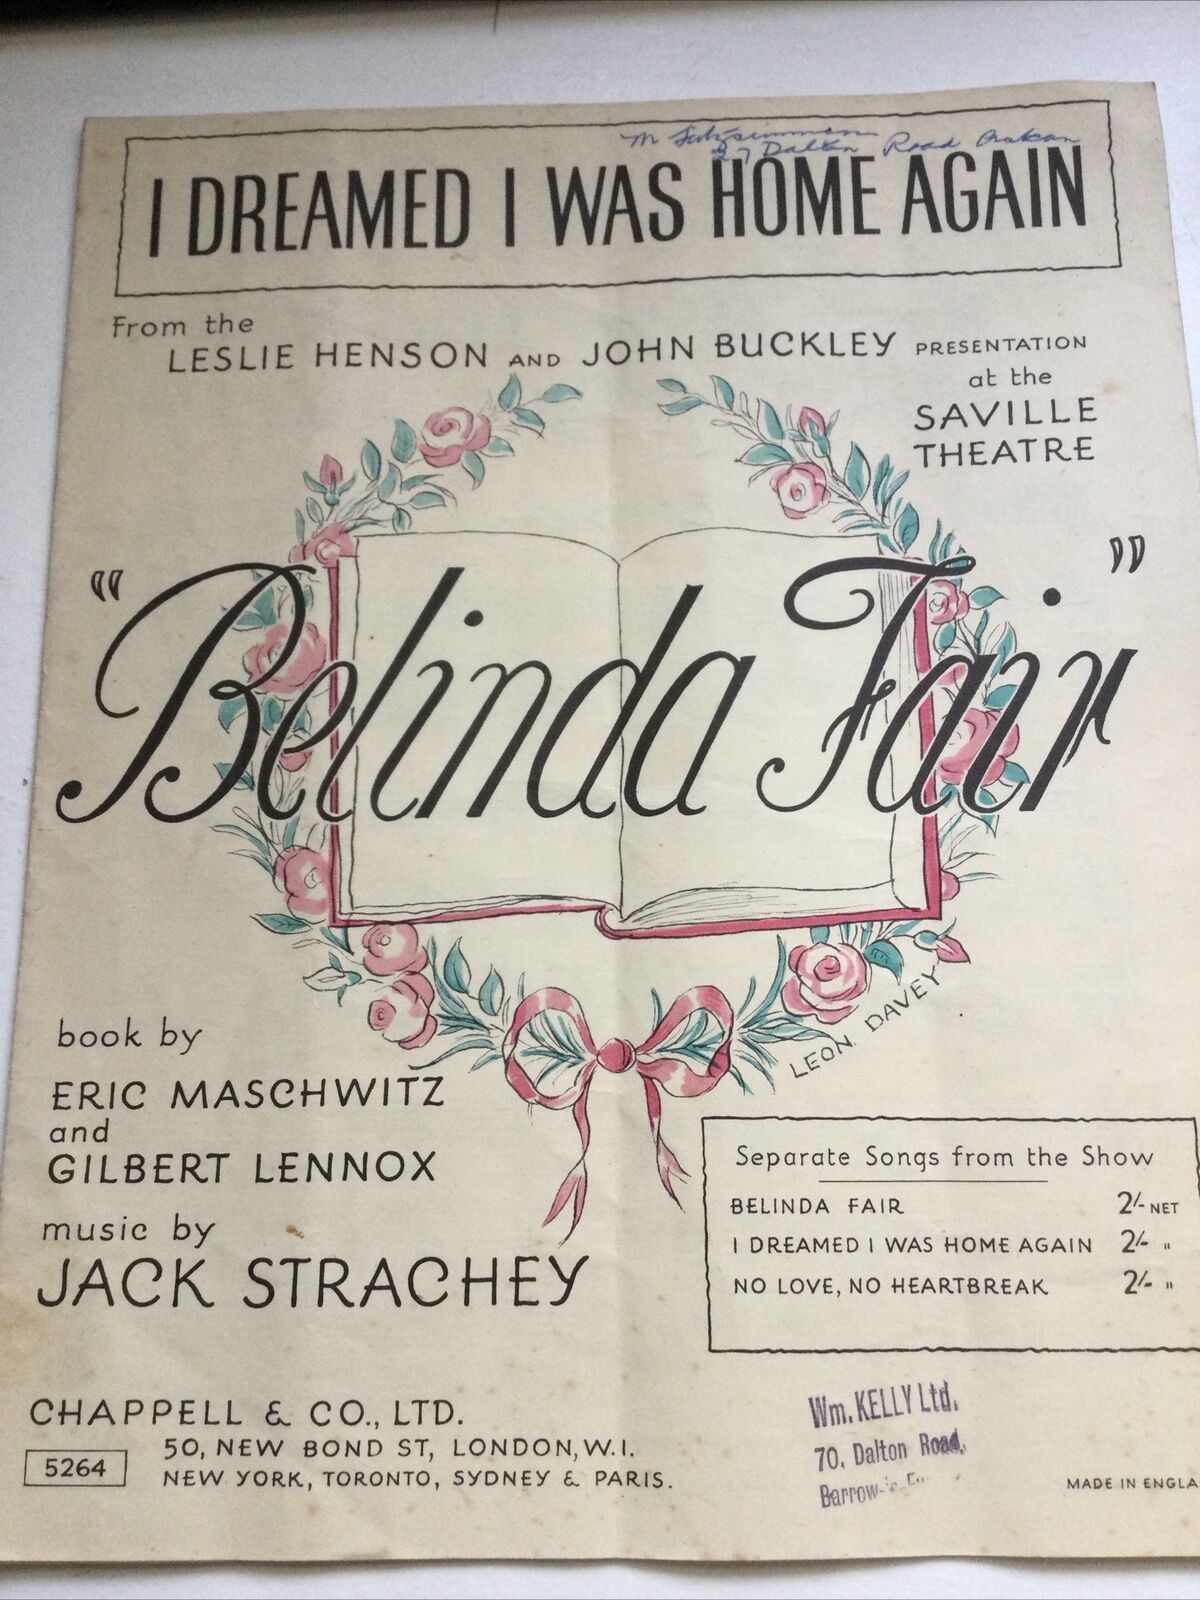 M Fitzsimmon
27 Dalton Road
I DREAMED I WAS HOME AGAIN
From the
LESLIE HENSON AND JOHN BUCKLEY PRESENTATION
at the
SAVILLE
THEATRE
"Belinda Fair"
LEON DAVEY
book by
ERIC MASCHWITZ
and
GILBERT LENNOX
music by
JACK STRACHEY
Separate Songs from the Show
BELINDA FAIR 2/- NET
I DREAMED I WAS HOME AGAIN 2/- "
NO LOVE, NO HEARTBREAK 2/- "
CHAPPELL & CO., LTD.
50, NEW BOND ST, LONDON, W.I.
5264
NEW YORK, TORONTO, SYDNEY & PARIS.
Wm. KELLY Ltd.
70, Dalton Road,
Barrow-in-
MADE IN ENGLA